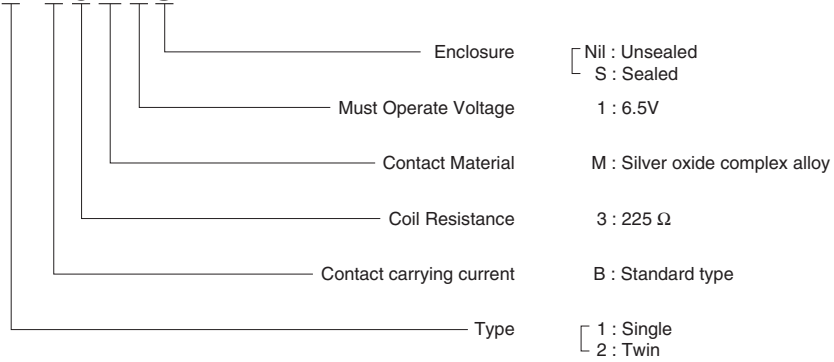 Enclosure Nil : Unsealed
S : Sealed
Must Operate Voltage 1 : 6.5V
Contact Material M : Silver oxide complex alloy
Coil Resistance 3 : 225 Ω
Contact carrying current B : Standard type
Type 1 : Single
2 : Twin